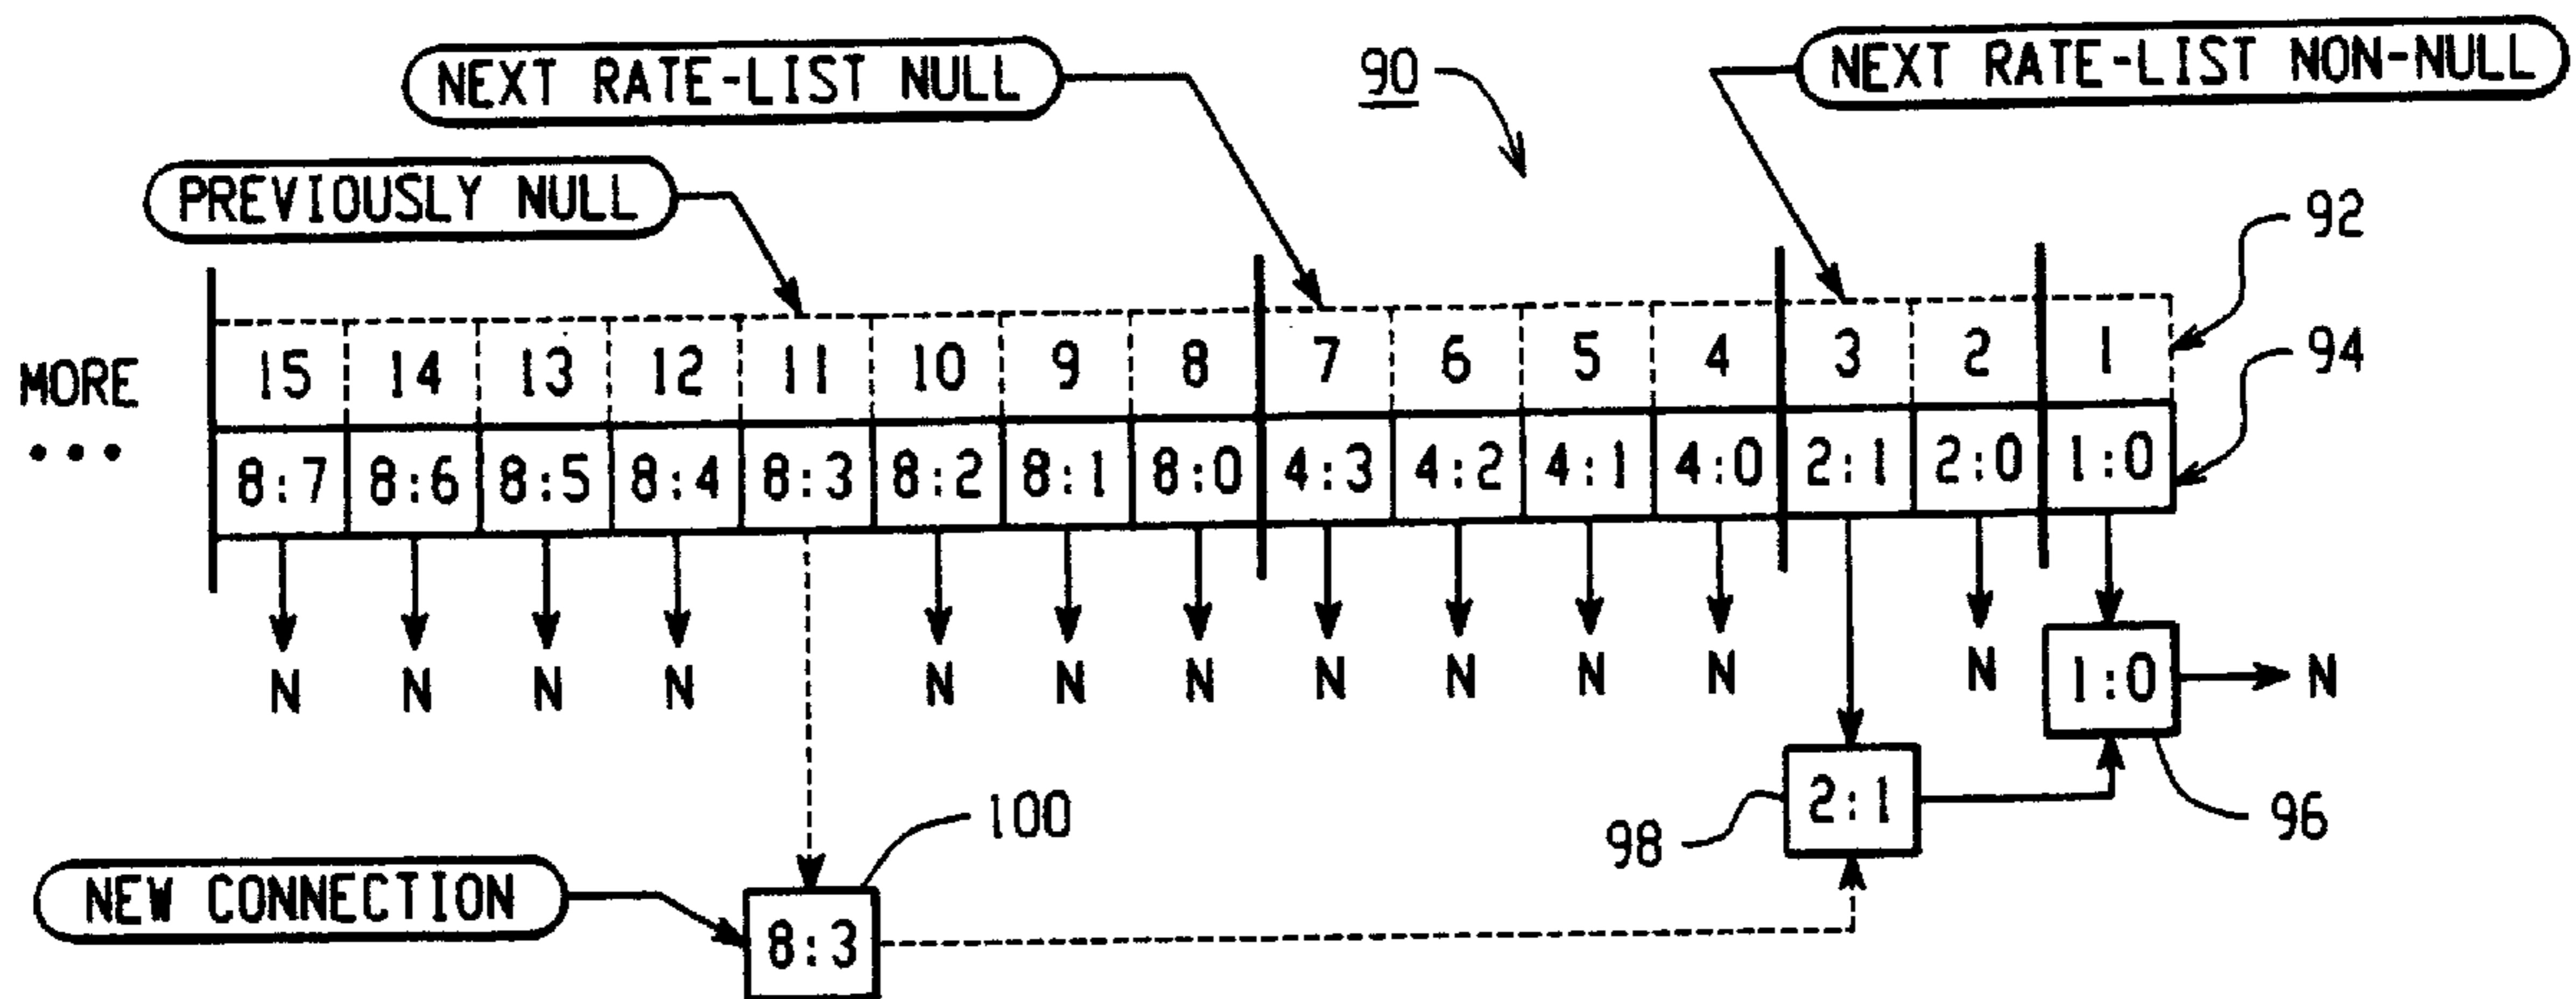 NEXT RATE-LIST NULL
90
NEXT RATE-LIST NON-NULL
PREVIOUSLY NULL
92
MORE
15 14 13 12 11 10 9 8 7 6 5 4 3 2 1
94
8:7 8:6 8:5 8:4 8:3 8:2 8:1 8:0 4:3 4:2 4:1 4:0 2:1 2:0 1:0
N N N N N N N N N N N N
1:0 N
2:1
100
98
96
NEW CONNECTION
8:3